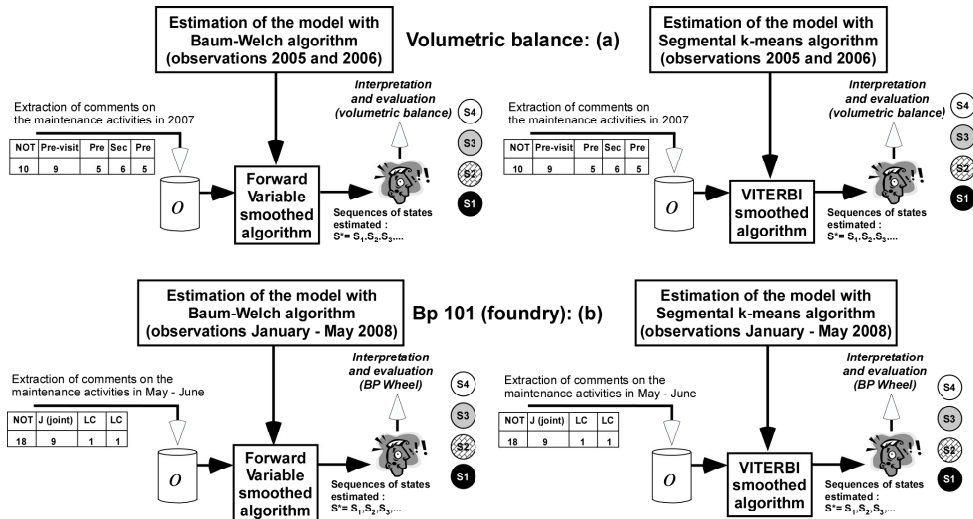 Estimation of the model with
Baum-Welch algorithm
(observations 2005 and 2006)
Volumetric balance: (a)
Estimation of the model with
Segmental k-means algorithm
(observations 2005 and 2006)
Extraction of comments on
the maintenance activities in 2007
NOT Pre-visit Pre Sec Pre
10 9 5 6 5
O
Forward
Variable
smoothed
algorithm
Interpretation
and evaluation
(volumetric balance)
!!
Sequences of states
estimated :
S*= S1,S2,S3,...
S4
S3
S2
S1
Extraction of comments on
the maintenance activities in 2007
NOT Pre-visit Pre Sec Pre
10 9 5 6 5
O
VITERBI
smoothed
algorithm
Interpretation
and evaluation
(volumetric balance)
!!
Sequences of states
estimated :
S*= S1,S2,S3,...
S4
S3
S2
S1
Estimation of the model with
Baum-Welch algorithm
(observations January - May 2008)
Bp 101 (foundry): (b)
Estimation of the model with
Segmental k-means algorithm
(observations January - May 2008)
Extraction of comments on the
maintenance activities in May - June
NOT J (joint) LC LC
18 9 1 1
O
Forward
Variable
smoothed
algorithm
Interpretation
and evaluation
(BP Wheel)
!!
Sequences of states
estimated :
S*= S1,S2,S3,...
S4
S3
S2
S1
Extraction of comments on the
maintenance activities in May - June
NOT J (joint) LC LC
18 9 1 1
O
VITERBI
smoothed
algorithm
Interpretation
and evaluation
(BP Wheel)
!!
Sequences of states
estimated :
S*= S1,S2,S3,...
S4
S3
S2
S1